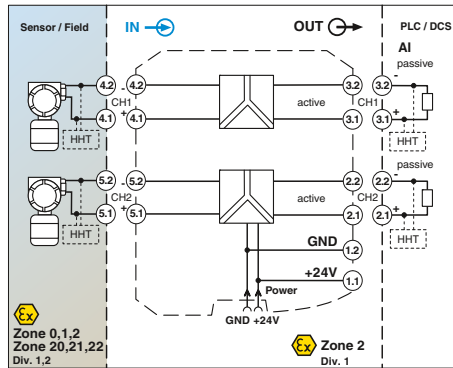 Sensor / Field
IN
OUT
PLC / DCS
AI
passive
4.2 - 4.2
3.2 3.2 -
CH1
active
CH1
4.1 + 4.1
3.1 3.1 +
HHT
HHT
passive
5.2 - 5.2
2.2 2.2 -
CH2
active
CH2
5.1 + 5.1
2.1 2.1 +
HHT
HHT
GND
1.2
+24V
1.1
Power
GND +24V
Ex
Zone 0,1,2
Zone 20,21,22
Div. 1,2
Ex
Zone 2
Div. 1